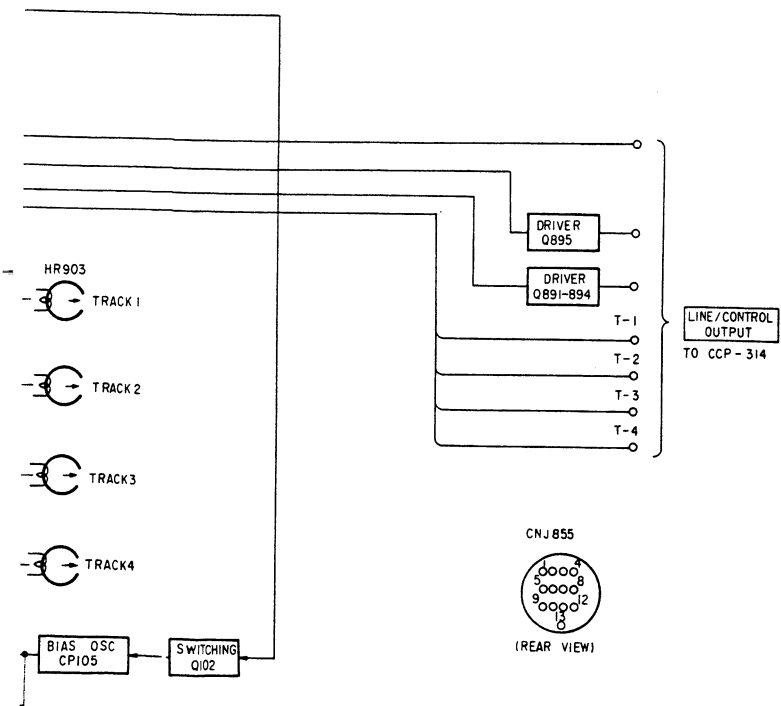 DRIVER
Q895
HR903
DRIVER
Q891-894
TRACK 1
T-1
LINE/CONTROL
OUTPUT
TO CCP-314
T-2
TRACK 2
T-3
T-4
TRACK3
CNJ855
1 4
5 8
9 12
13
(REAR VIEW)
TRACK4
BIAS OSC
CP105
SWITCHING
Q102